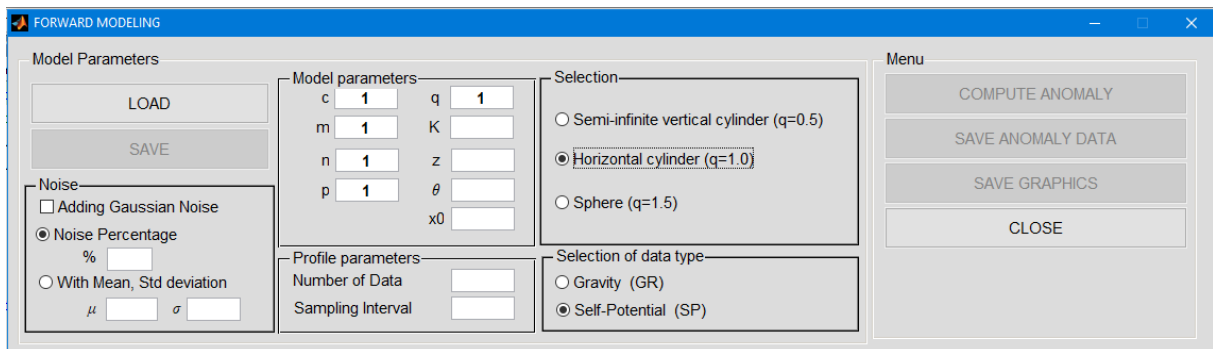 FORWARD MODELING
Model Parameters
LOAD
SAVE
Noise
Adding Gaussian Noise
Noise Percentage
%
With Mean, Std deviation
μ σ
Model parameters
c 1 q 1
m 1 K
n 1 z
p 1 θ
x0
Profile parameters
Number of Data
Sampling Interval
Selection
Semi-infinite vertical cylinder (q=0.5)
Horizontal cylinder (q=1.0)
Sphere (q=1.5)
Selection of data type
Gravity (GR)
Self-Potential (SP)
Menu
COMPUTE ANOMALY
SAVE ANOMALY DATA
SAVE GRAPHICS
CLOSE